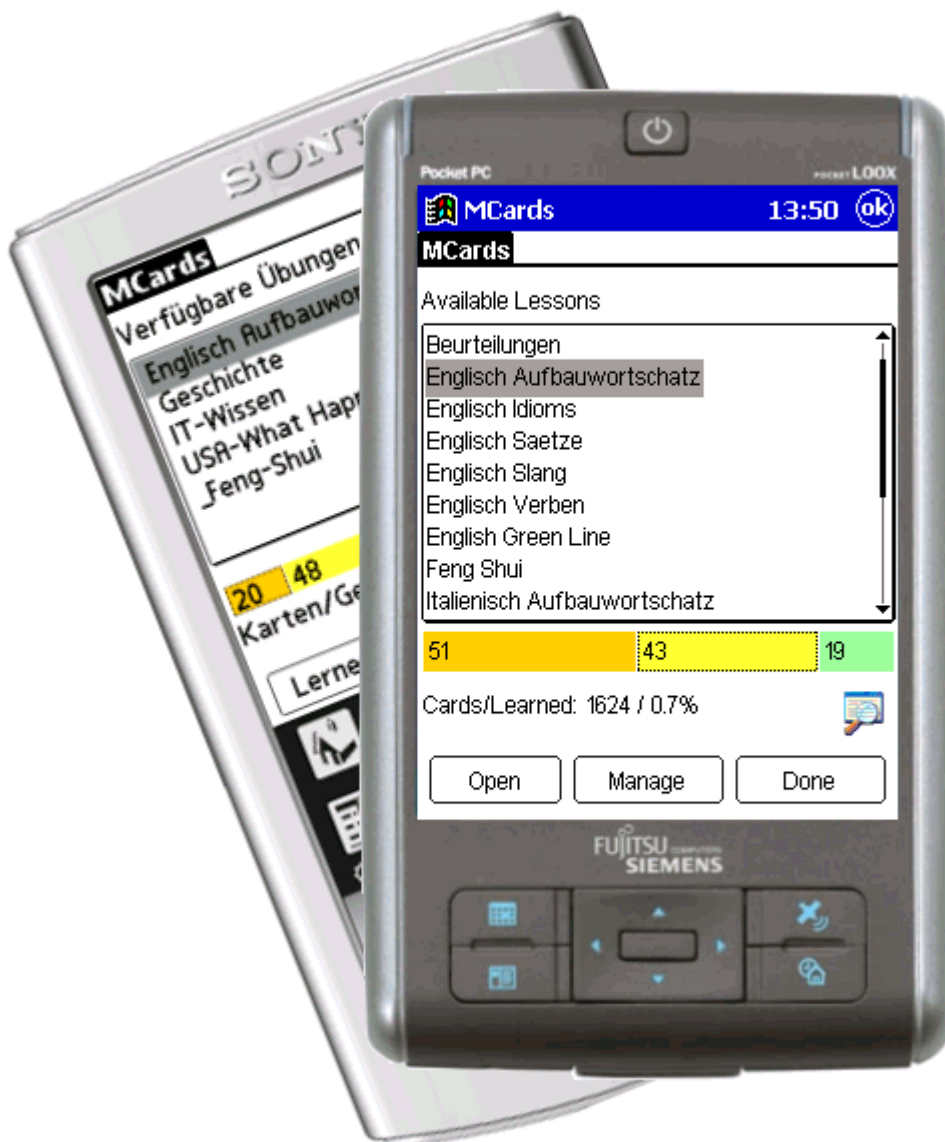 SONY
MCards
Verfügbare Übungen
Englisch Aufbauwor
Geschichte
IT-Wissen
USA-What Happ
_Feng-Shui
20 48
Karten/Ge
Lerne
Pocket PC
POCKET LOOX
MCards 13:50 ok
MCards
Available Lessons
Beurteilungen
Englisch Aufbauwortschatz
Englisch Idioms
Englisch Saetze
Englisch Slang
Englisch Verben
English Green Line
Feng Shui
Italienisch Aufbauwortschatz
51 43 19
Cards/Learned: 1624 / 0.7%
Open Manage Done
FUJITSU COMPUTERS
SIEMENS